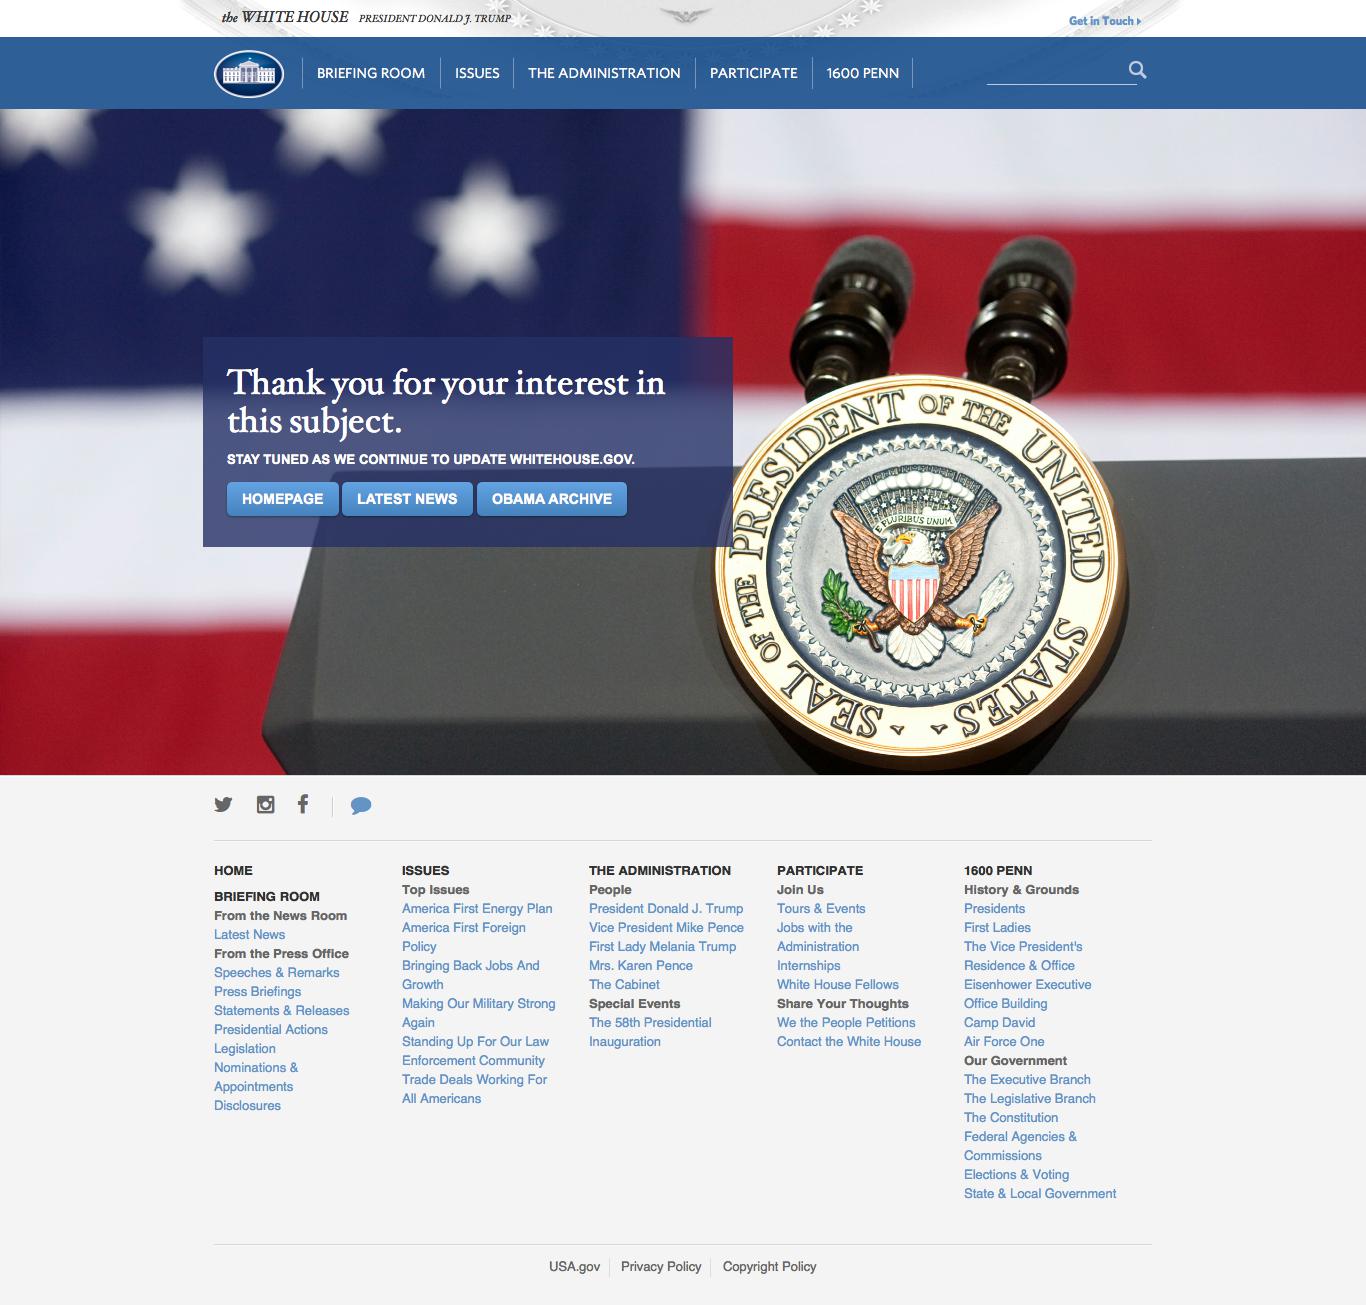 the WHITE HOUSE PRESIDENT DONALD J. TRUMP
Get in Touch
BRIEFING ROOM
ISSUES
THE ADMINISTRATION
PARTICIPATE
1600 PENN
Thank you for your interest in
this subject.
STAY TUNED AS WE CONTINUE TO UPDATE WHITEHOUSE.GOV.
HOMEPAGE
LATEST NEWS
OBAMA ARCHIVE
SEAL OF THE PRESIDENT OF THE UNITED STATES
E PLURIBUS UNUM
HOME
BRIEFING ROOM
From the News Room
Latest News
From the Press Office
Speeches & Remarks
Press Briefings
Statements & Releases
Presidential Actions
Legislation
Nominations &
Appointments
Disclosures
ISSUES
Top Issues
America First Energy Plan
America First Foreign
Policy
Bringing Back Jobs And
Growth
Making Our Military Strong
Again
Standing Up For Our Law
Enforcement Community
Trade Deals Working For
All Americans
THE ADMINISTRATION
People
President Donald J. Trump
Vice President Mike Pence
First Lady Melania Trump
Mrs. Karen Pence
The Cabinet
Special Events
The 58th Presidential
Inauguration
PARTICIPATE
Join Us
Tours & Events
Jobs with the
Administration
Internships
White House Fellows
Share Your Thoughts
We the People Petitions
Contact the White House
1600 PENN
History & Grounds
Presidents
First Ladies
The Vice President's
Residence & Office
Eisenhower Executive
Office Building
Camp David
Air Force One
Our Government
The Executive Branch
The Legislative Branch
The Constitution
Federal Agencies &
Commissions
Elections & Voting
State & Local Government
USA.gov
Privacy Policy
Copyright Policy